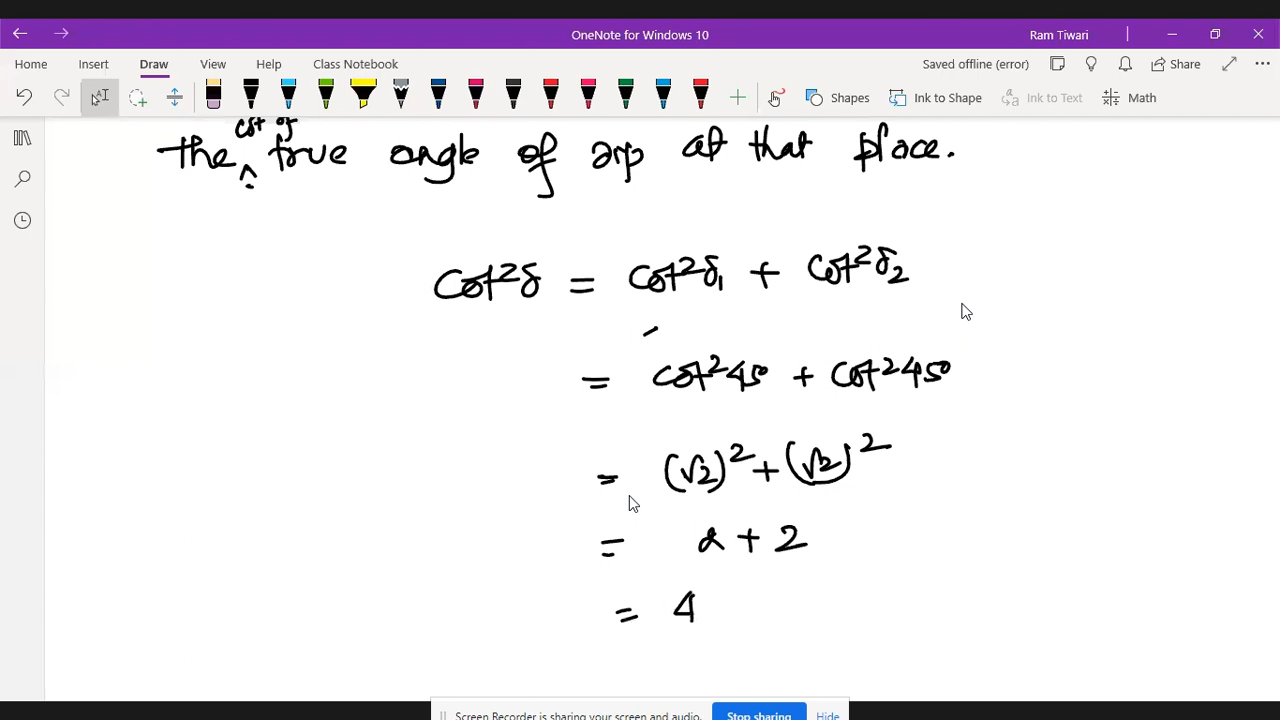 OneNote for Windows 10
Ram Tiwari
Home Insert Draw View Help Class Notebook
Saved offline (error) Share
Shapes Ink to Shape Ink to Text Math
cot of
the ^ true angle of dip at that place.
Cot²δ = Cot²δ₁ + Cot²δ₂
= Cot²45° + Cot²45°
= (√2)² + (√2)²
= 2 + 2
= 4
Screen Recorder is sharing your screen and audio. Stop sharing Hide